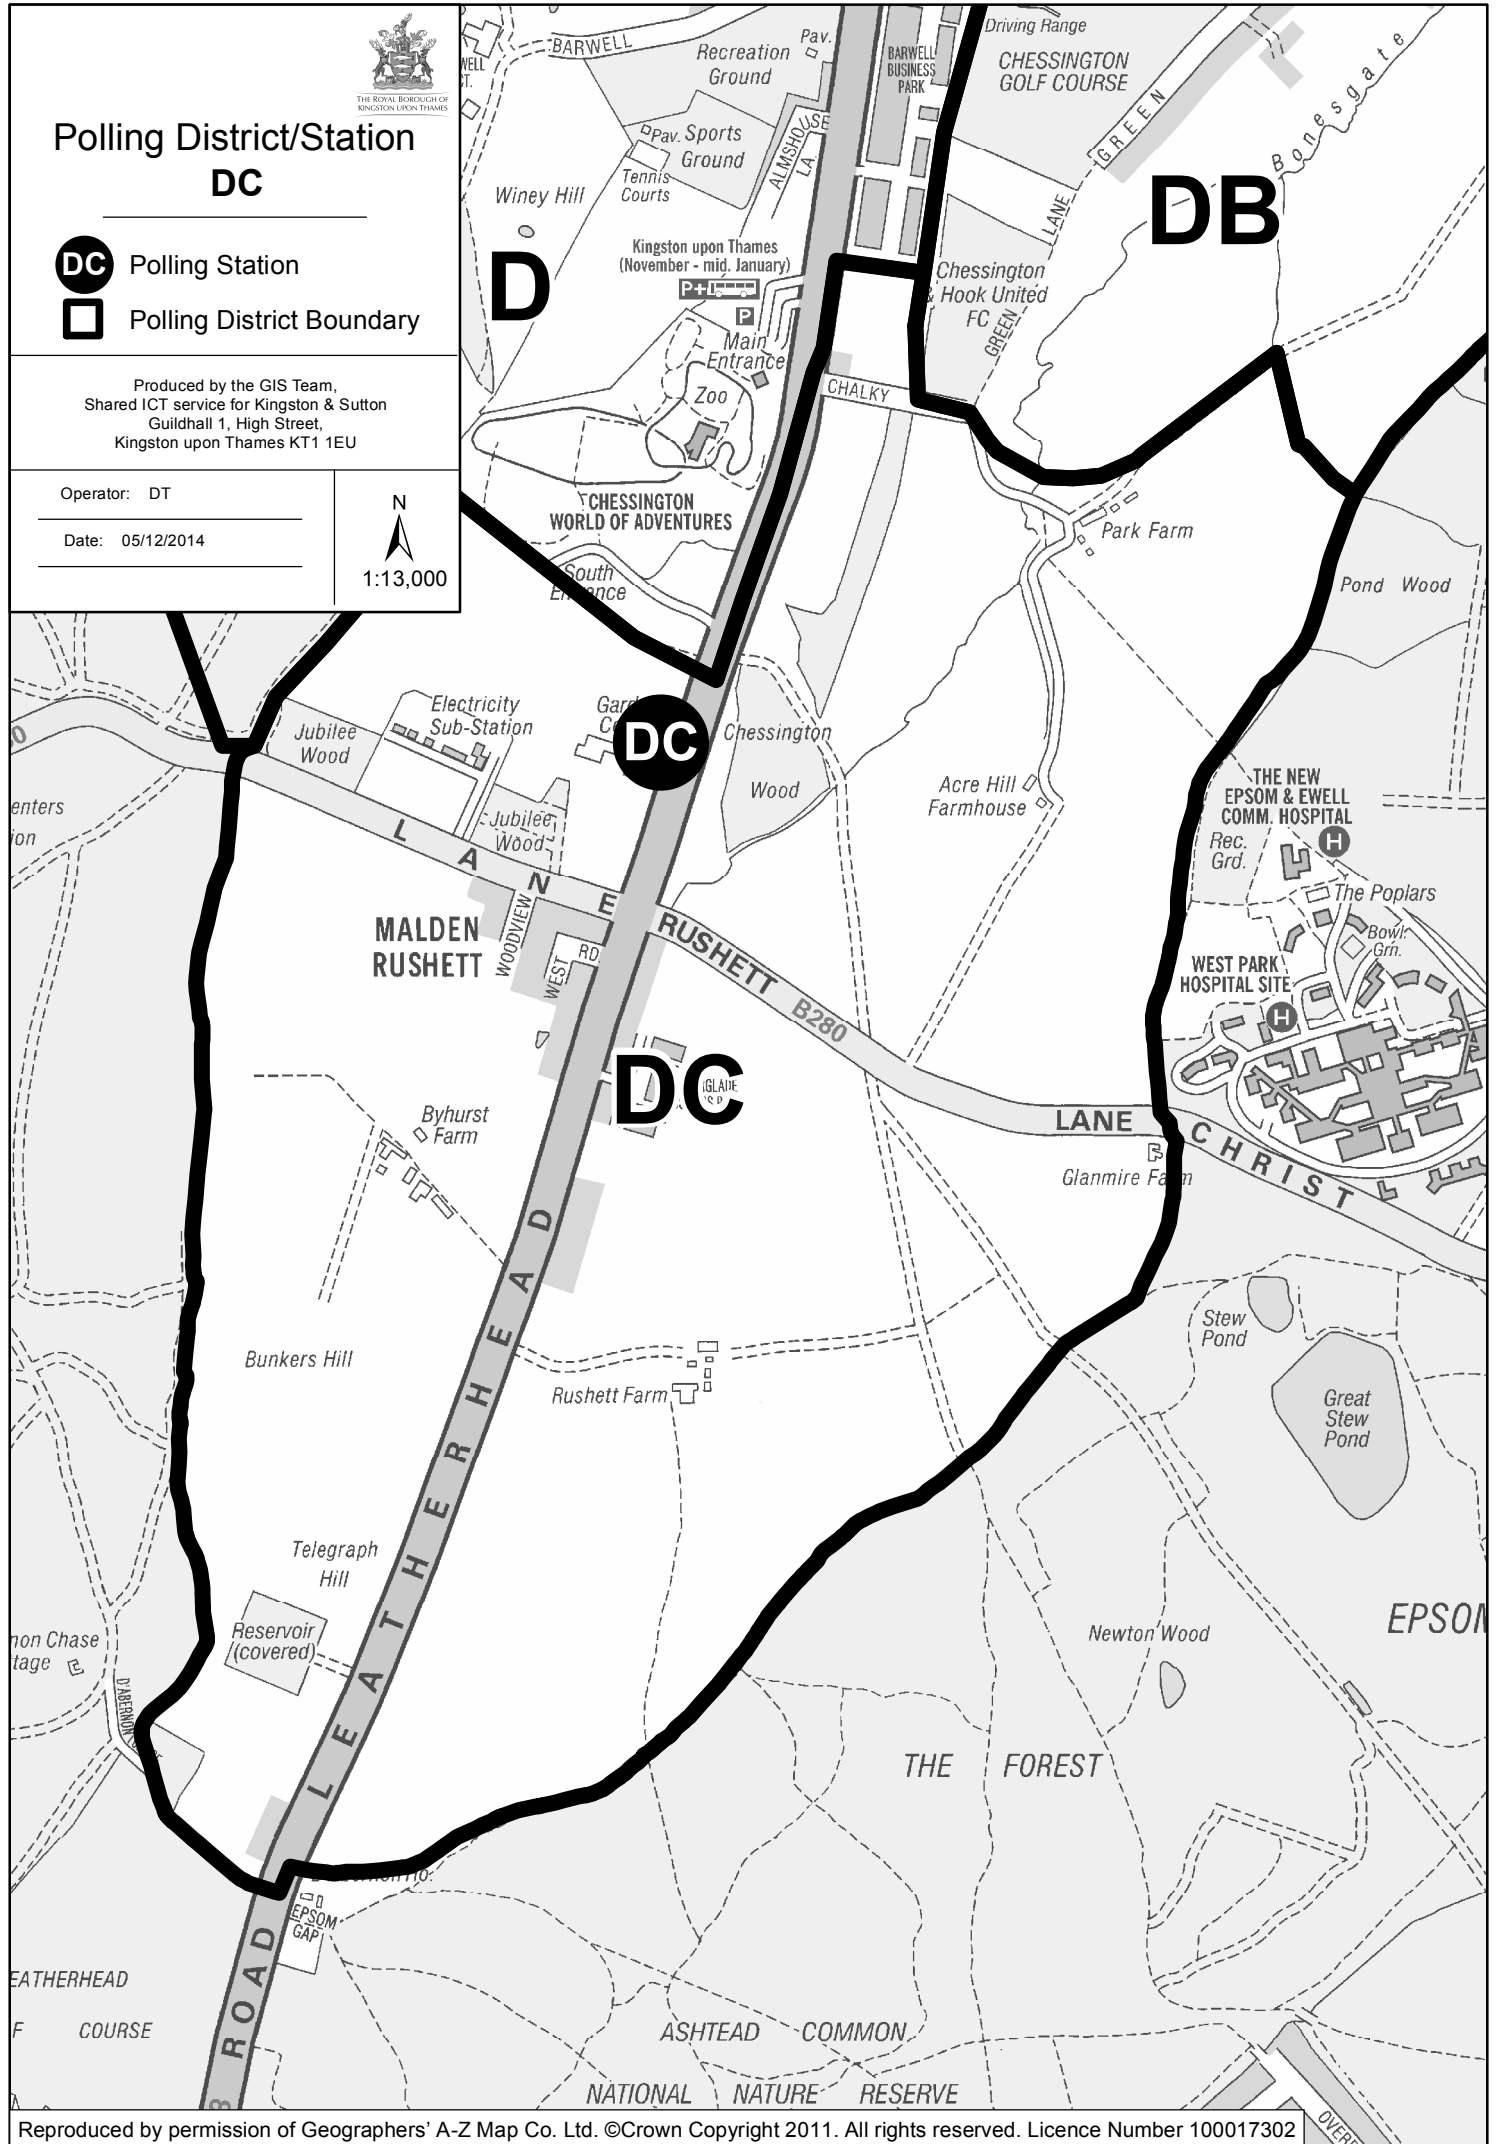 THE ROYAL BOROUGH OF
KINGSTON UPON THAMES
Polling District/Station
DC
DC Polling Station
Polling District Boundary
Produced by the GIS Team,
Shared ICT service for Kingston & Sutton
Guildhall 1, High Street,
Kingston upon Thames KT1 1EU
Operator: DT
Date: 05/12/2014
N
1:13,000
BARWELL
Recreation
Ground
Pav.
BARWELL
BUSINESS
PARK
Driving Range
CHESSINGTON
GOLF COURSE
GREEN
LANE
GREEN
Bonesgate
WELL
Pav. Sports
Ground
Tennis
Courts
ALMSHOUSE
LA.
Winey Hill
D
DB
Kingston upon Thames
(November - mid. January)
P+
P
Main
Entrance
Zoo
Chessington
& Hook United
FC
CHALKY
CHESSINGTON
WORLD OF ADVENTURES
South
Park Farm
Pond Wood
Electricity
Sub-Station
Jubilee
Wood
DC
Chessington
Wood
Jubilee
Wood
Acre Hill
Farmhouse
THE NEW
EPSOM & EWELL
COMM. HOSPITAL
H
Rec.
Grd.
The Poplars
Bowl.
Grn.
WEST PARK
HOSPITAL SITE
H
LANE
RUSHETT
B280
LANE
CHRIST
MALDEN
RUSHETT
WOODVIEW
WEST
RD.
DC
GLADE
Byhurst
Farm
Glanmire Farm
Stew
Pond
Great
Stew
Pond
Bunkers Hill
Rushett Farm
Telegraph
Hill
Reservoir
(covered)
non Chase
tage
D'ABERNON
LEATHERHEAD
ROAD
EPSOM
GAP
Newton Wood
EPSOM
THE FOREST
EATHERHEAD
F COURSE
ASHTEAD COMMON
NATIONAL NATURE RESERVE
Reproduced by permission of Geographers' A-Z Map Co. Ltd. ©Crown Copyright 2011. All rights reserved. Licence Number 100017302